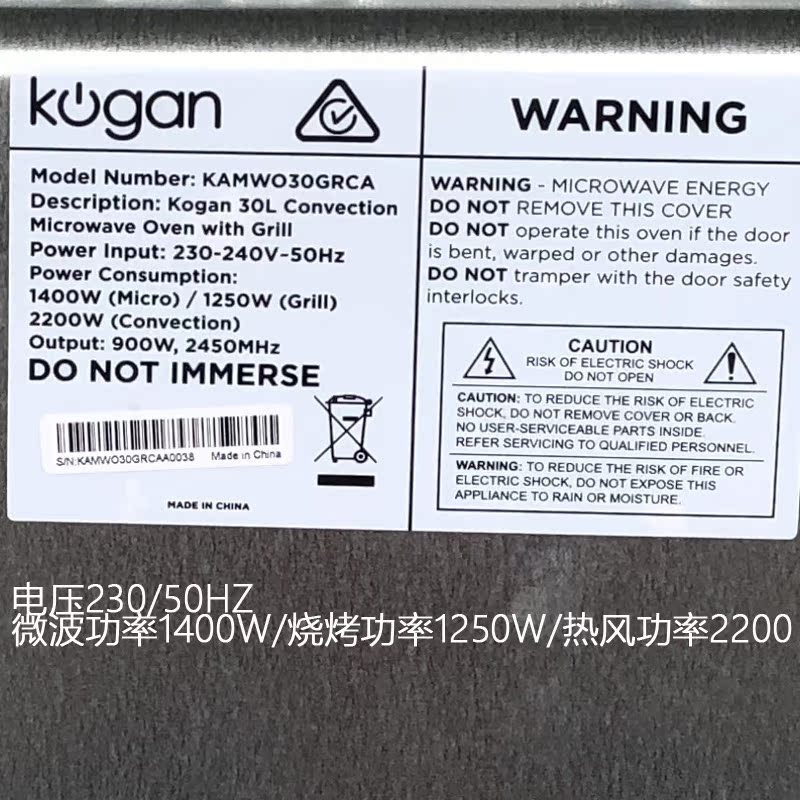 kogan
Model Number: KAMWO30GRCA
Description: Kogan 30L Convection
Microwave Oven with Grill
Power Input: 230-240V~50Hz
Power Consumption:
1400W (Micro) / 1250W (Grill)
2200W (Convection)
Output: 900W, 2450MHz
DO NOT IMMERSE
S/N:KAMWO30GRCAA0038 Made in China
MADE IN CHINA
WARNING
WARNING - MICROWAVE ENERGY
DO NOT REMOVE THIS COVER
DO NOT operate this oven if the door
is bent, warped or other damages.
DO NOT tramper with the door safety
interlocks.
CAUTION
RISK OF ELECTRIC SHOCK
DO NOT OPEN
CAUTION: TO REDUCE THE RISK OF ELECTRIC
SHOCK, DO NOT REMOVE COVER OR BACK.
NO USER-SERVICEABLE PARTS INSIDE.
REFER SERVICING TO QUALIFIED PERSONNEL.
WARNING: TO REDUCE THE RISK OF FIRE OR
ELECTRIC SHOCK, DO NOT EXPOSE THIS
APPLIANCE TO RAIN OR MOISTURE.
电压230/50HZ
微波功率1400W/烧烤功率1250W/热风功率2200